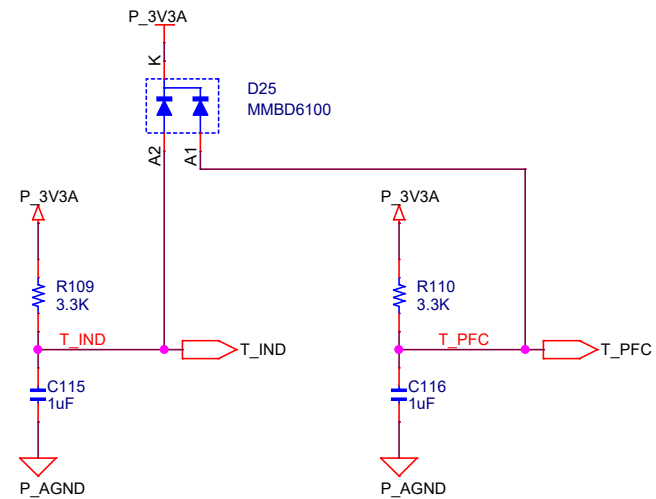 P_3V3A
K
D25
MMBD6100
A2
A1
P_3V3A
P_3V3A
R109
3.3K
R110
3.3K
T_IND
T_IND
T_PFC
T_PFC
C115
1uF
C116
1uF
P_AGND
P_AGND